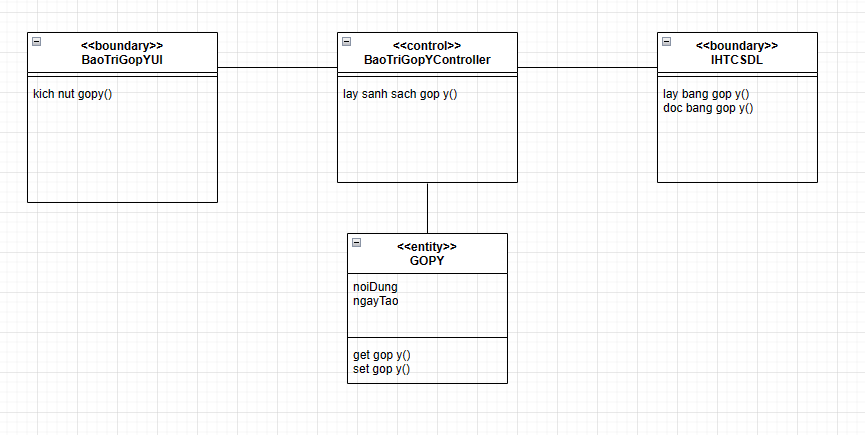 <<boundary>>
BaoTriGopYUI
kich nut gopy()
<<control>>
BaoTriGopYController
lay sanh sach gop y()
<<boundary>>
IHTCSDL
lay bang gop y()
doc bang gop y()
<<entity>>
GOPY
noiDung
ngayTao
get gop y()
set gop y()